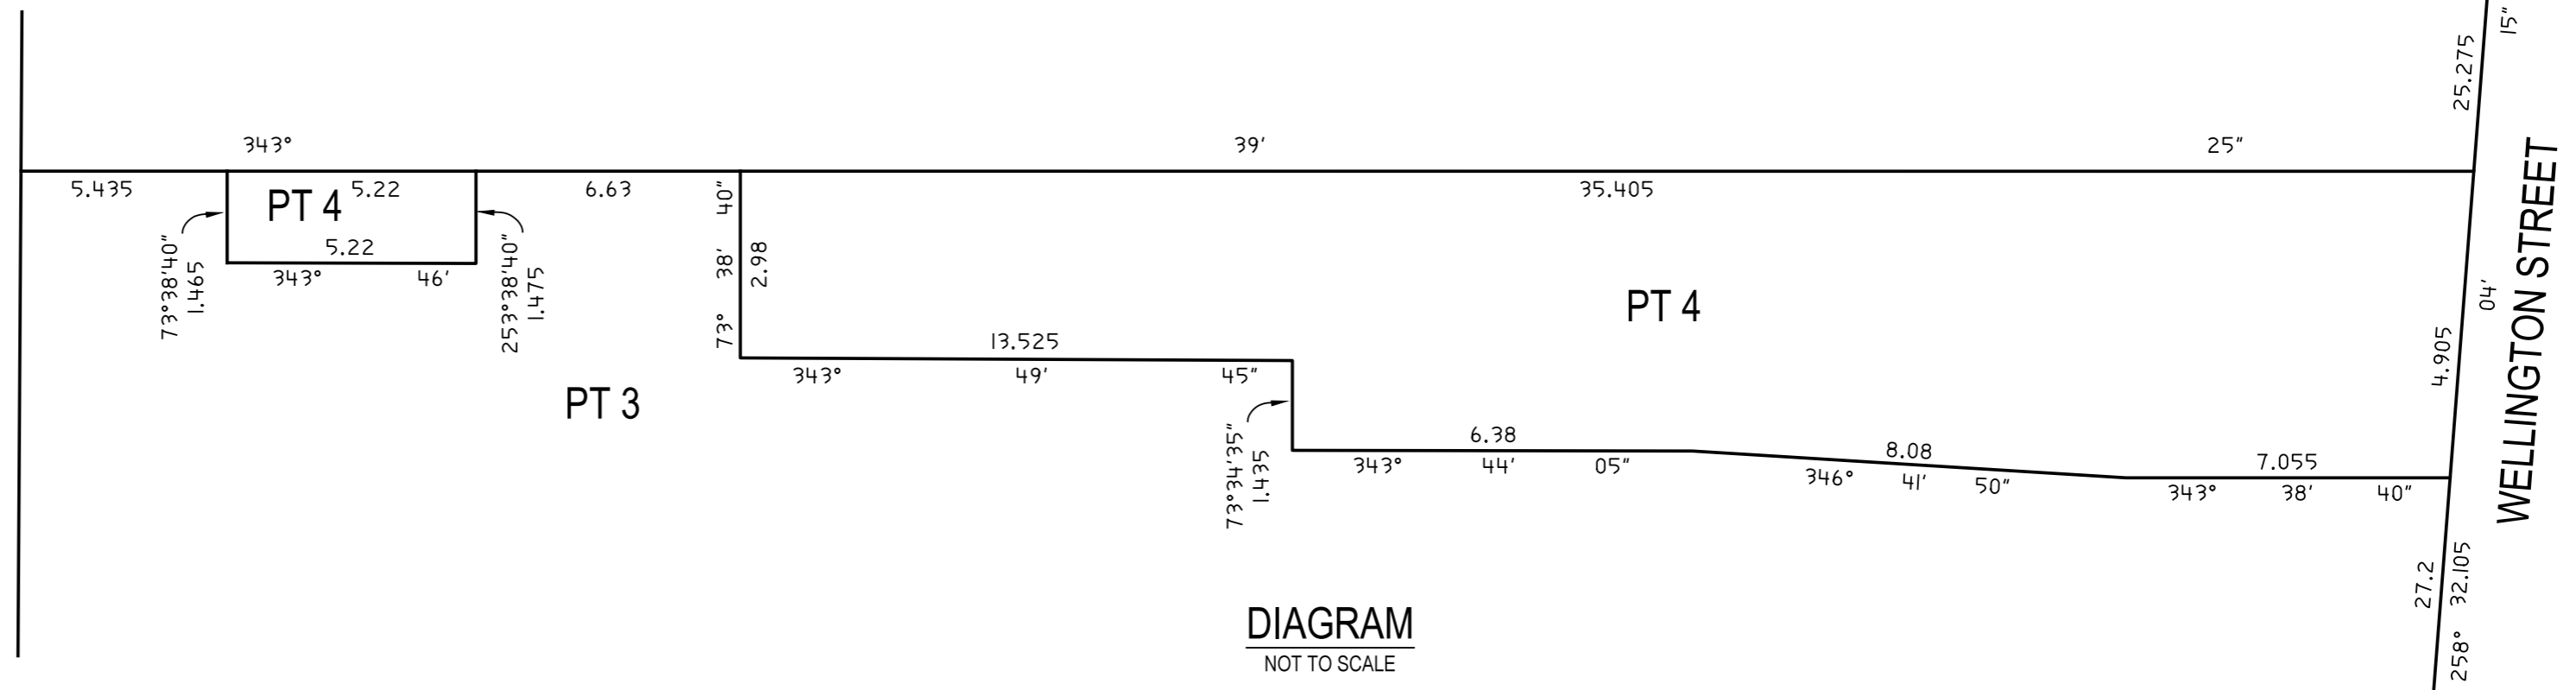 15"
25.275
343° 39' 25"
5.435 5.22 6.63 35.405
PT 4
5.22
343° 46'
73°38'40"
1.465
253°38'40"
1.475
73° 38' 40"
2.98
13.525
343° 49' 45"
PT 4
PT 3
73°34'35"
1.435
6.38
343° 44' 05"
8.08
346° 41' 50"
7.055
343° 38' 40"
4.905
04'
WELLINGTON STREET
27.2
32.105
258°
DIAGRAM
NOT TO SCALE